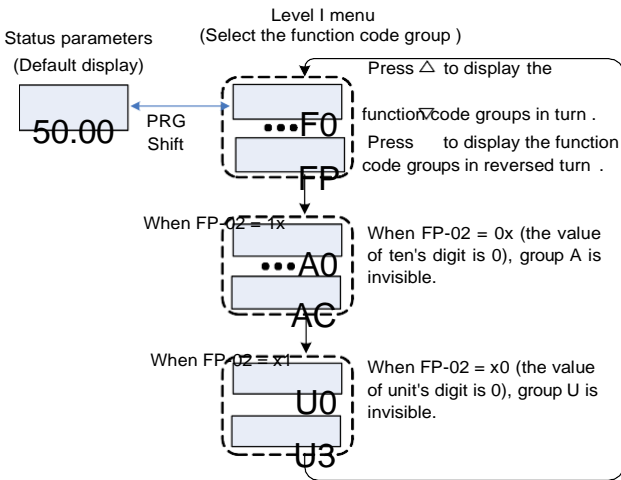 Level I menu
(Select the function code group )
Status parameters
(Default display)
50.00
PRG
Shift
•••F0
FP
Press △ to display the
function▽code groups in turn .
Press to display the function
code groups in reversed turn .
When FP-02 = 1x
•••A0
AC
When FP-02 = 0x (the value
of ten's digit is 0), group A is
invisible.
When FP-02 = x1
U0
U3
When FP-02 = x0 (the value
of unit's digit is 0), group U is
invisible.